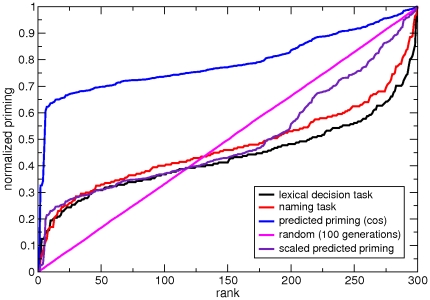 1
0.9
0.8
0.7
0.6
0.5
0.4
0.3
0.2
0.1
0
normalized priming
lexical decision task
naming task
predicted priming (cos)
random (100 generations)
scaled predicted priming
0 50 100 150 200 250 300
rank